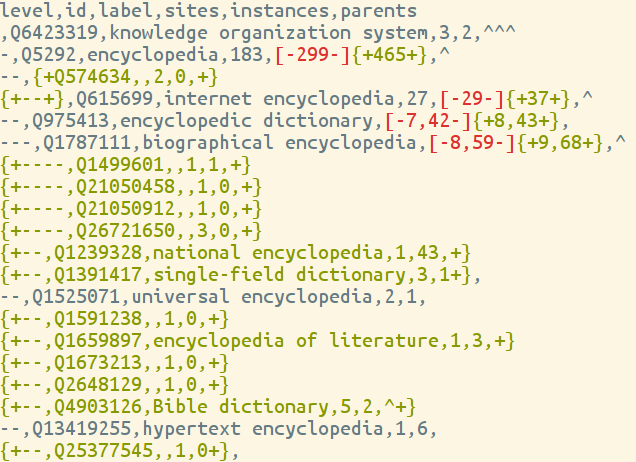 level,id,label,sites,instances,parents
,Q6423319,knowledge organization system,3,2,^^^
-,Q5292,encyclopedia,183,[-299-]{+465+},^
--,{+Q574634,,2,0,+}
{+--+},Q615699,internet encyclopedia,27,[-29-]{+37+},^
--,Q975413,encyclopedic dictionary,[-7,42-]{+8,43+},
---,Q1787111,biographical encyclopedia,[-8,59-]{+9,68+},^
{+----,Q1499601,,1,1,+}
{+----,Q21050458,,1,0,+}
{+----,Q21050912,,1,0,+}
{+----,Q26721650,,3,0,+}
{+--,Q1239328,national encyclopedia,1,43,+}
{+--,Q1391417,single-field dictionary,3,1+},
--,Q1525071,universal encyclopedia,2,1,
{+--,Q1591238,,1,0,+}
{+--,Q1659897,encyclopedia of literature,1,3,+}
{+--,Q1673213,,1,0,+}
{+--,Q2648129,,1,0,+}
{+--,Q4903126,Bible dictionary,5,2,^+}
--,Q13419255,hypertext encyclopedia,1,6,
{+--,Q25377545,,1,0+},